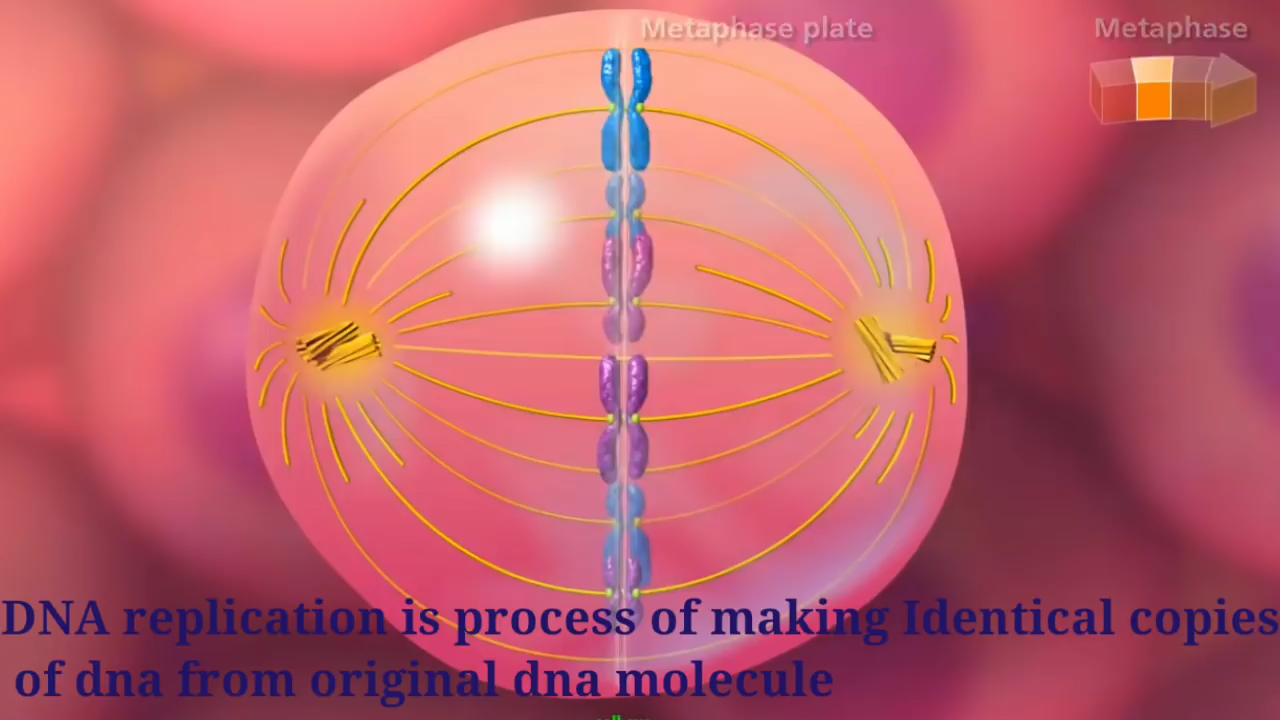 Metaphase plate
Metaphase
DNA replication is process of making Identical copies
of dna from original dna molecule